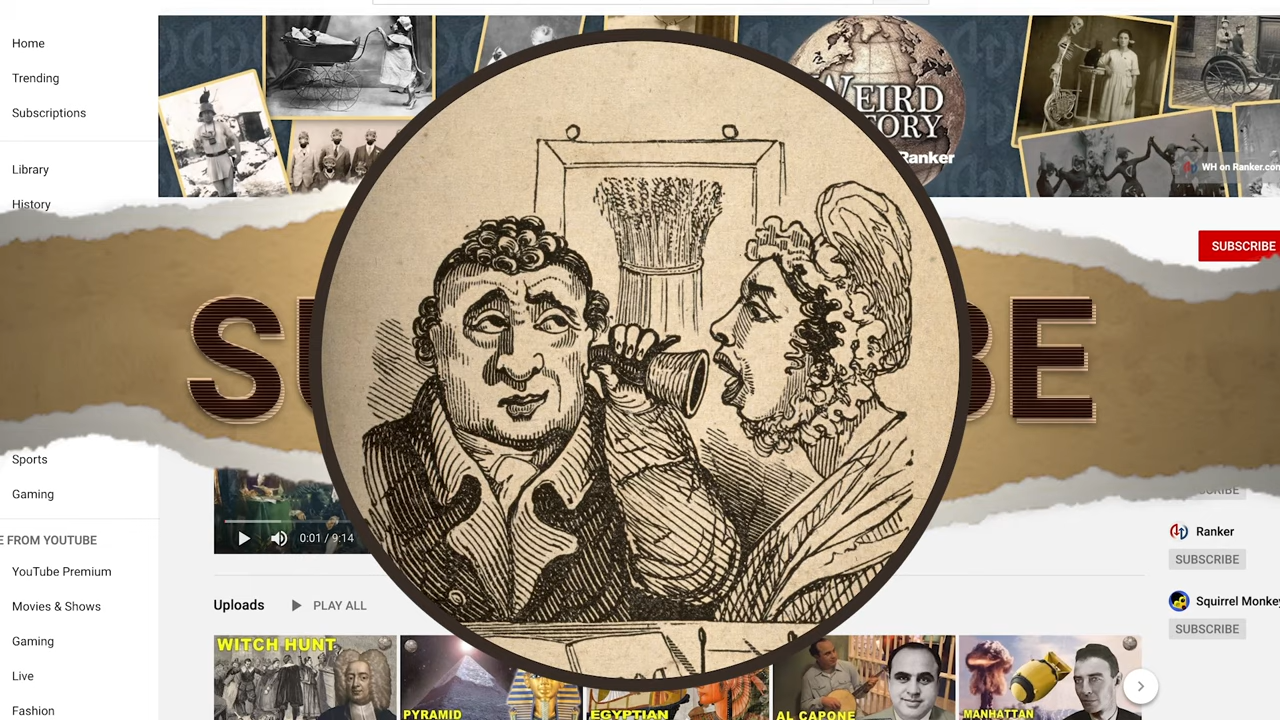 Home
Trending
Subscriptions
Library
History
WEIRD
Ranker
WH on Ranker.com
SUBSCRIBE
SU
BE
Sports
Gaming
0:01 / 9:14
FROM YOUTUBE
YouTube Premium
Movies & Shows
Gaming
Live
Fashion
Uploads
PLAY ALL
Ranker
SUBSCRIBE
Squirrel Monkey
SUBSCRIBE
WITCH HUNT
PYRAMID
EGYPTIAN
AL CAPONE
MANHATTAN